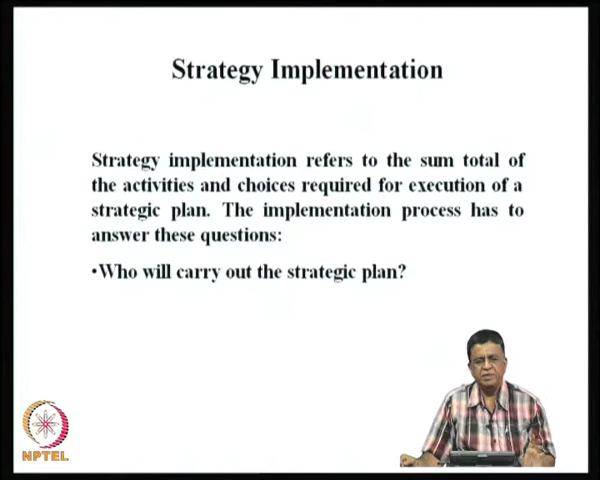 Strategy Implementation
Strategy implementation refers to the sum total of
the activities and choices required for execution of a
strategic plan. The implementation process has to
answer these questions:
•Who will carry out the strategic plan?
NPTEL